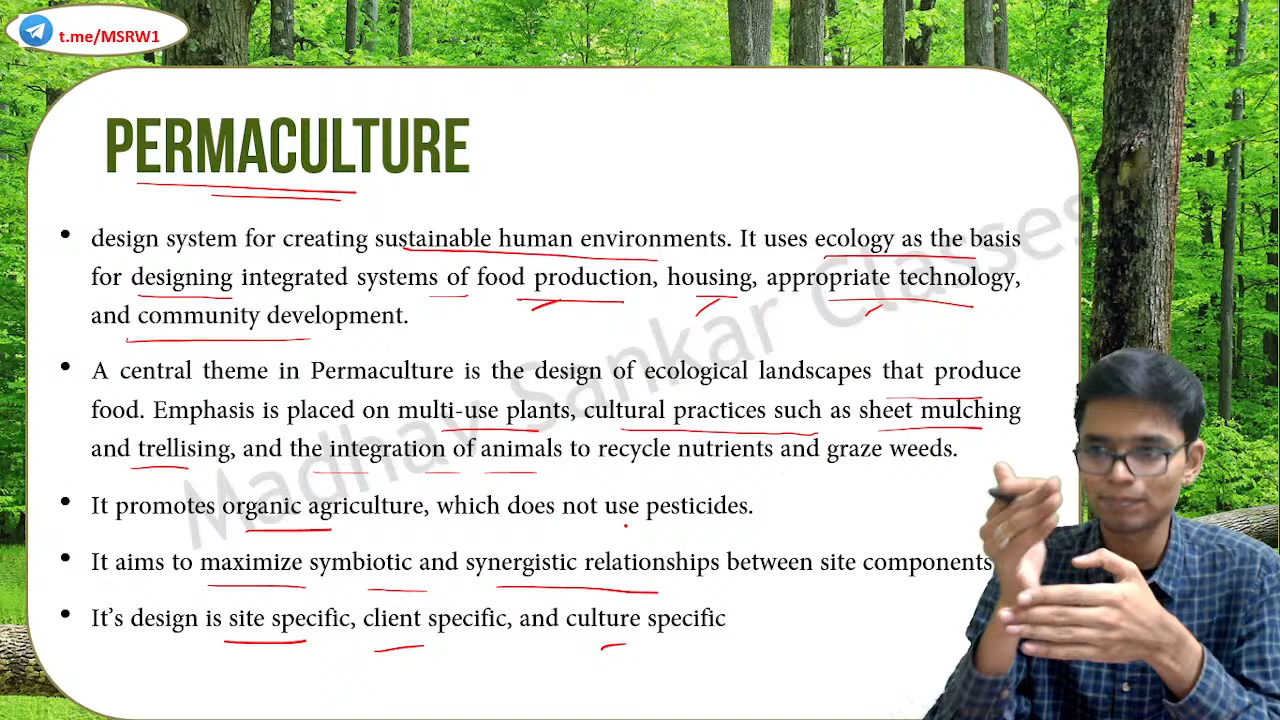 t.me/MSRW1
PERMACULTURE
• design system for creating sustainable human environments. It uses ecology as the basis
for designing integrated systems of food production, housing, appropriate technology,
and community development.
• A central theme in Permaculture is the design of ecological landscapes that produce
food. Emphasis is placed on multi-use plants, cultural practices such as sheet mulching
and trellising, and the integration of animals to recycle nutrients and graze weeds.
• It promotes organic agriculture, which does not use pesticides.
• It aims to maximize symbiotic and synergistic relationships between site components
• It's design is site specific, client specific, and culture specific
Madhav Sankar Classes